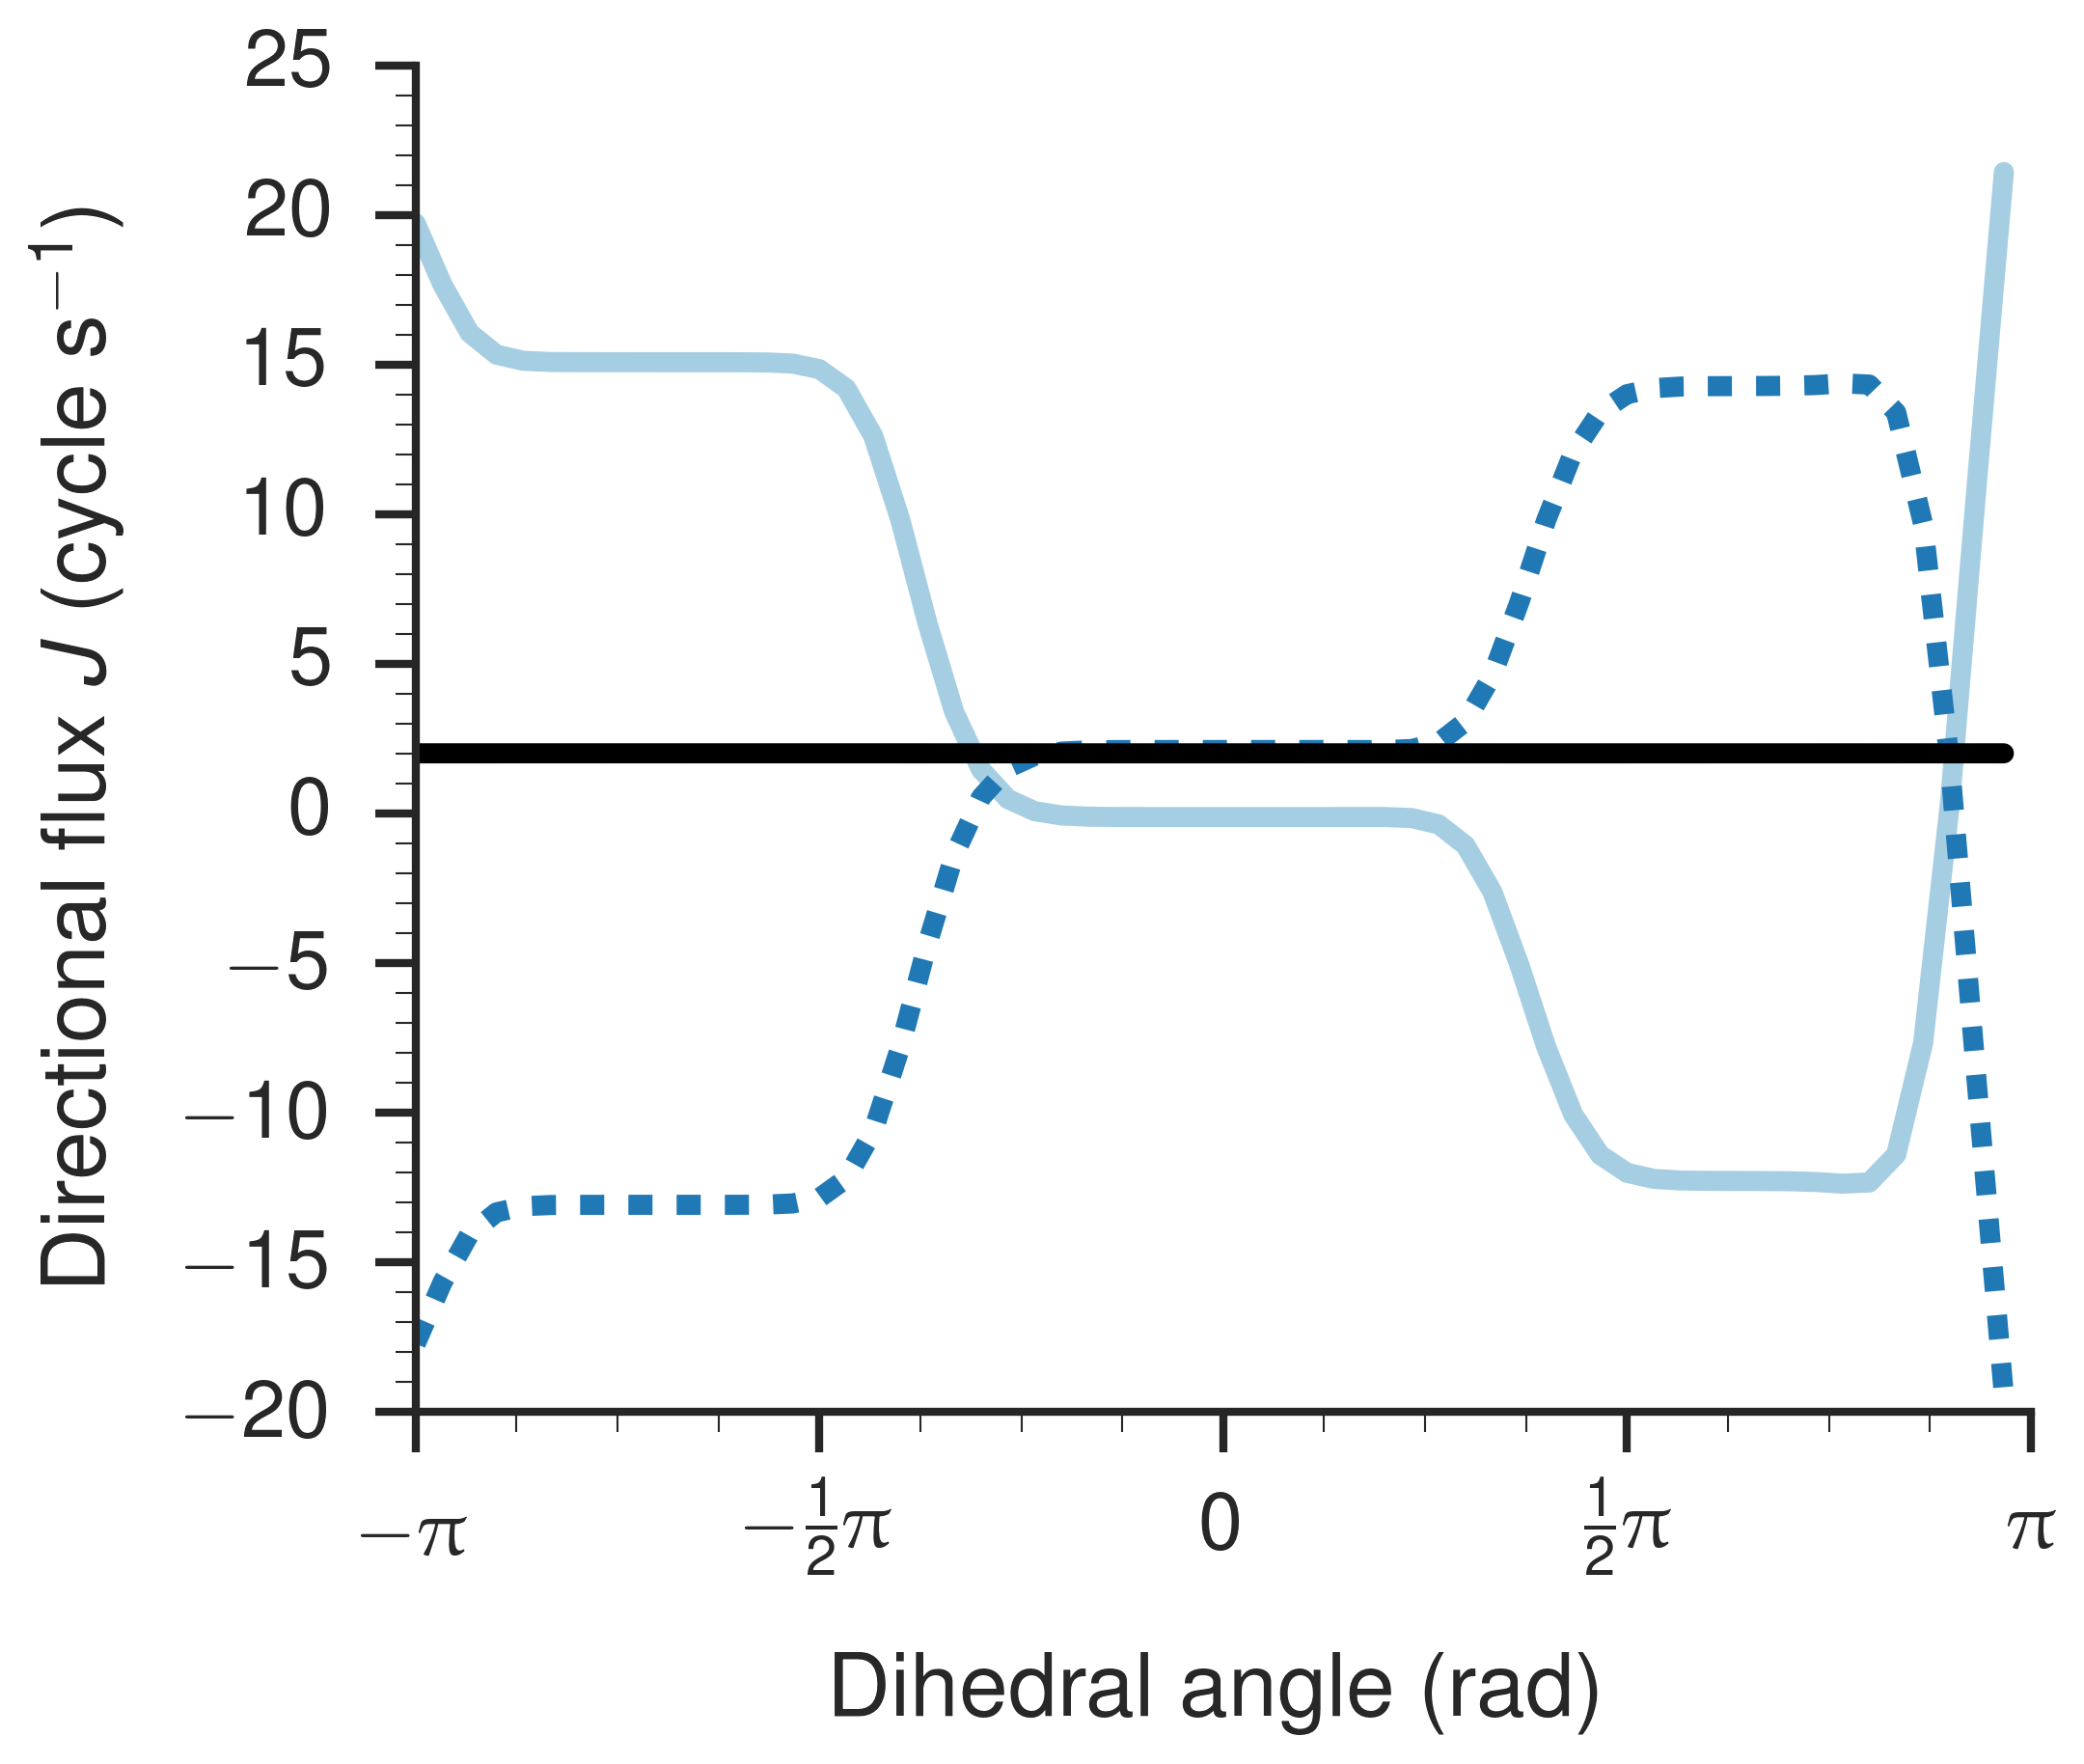 Directional flux J (cycle s⁻¹)
25
20
15
10
5
0
−5
−10
−15
−20
−π
−½π
0
½π
π
Dihedral angle (rad)